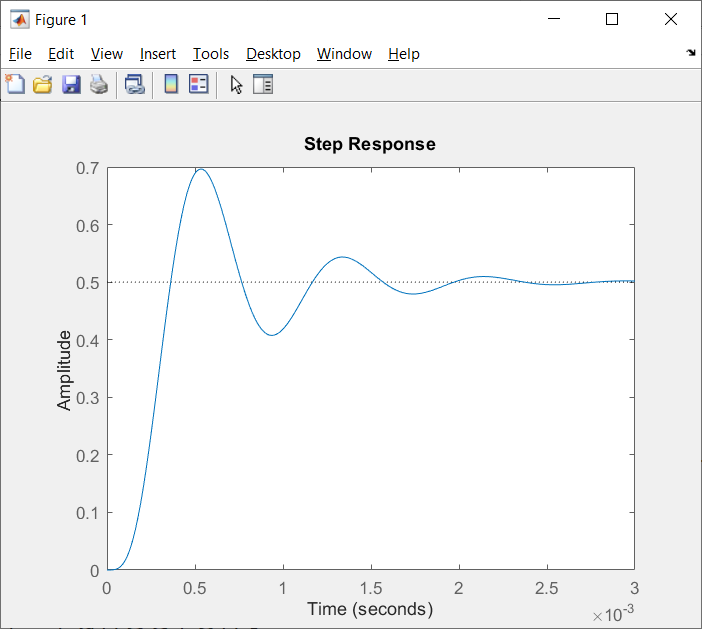 Figure 1
File Edit View Insert Tools Desktop Window Help
Step Response
0.7
0.6
0.5
0.4
0.3
0.2
0.1
0
Amplitude
0 0.5 1 1.5 2 2.5 3
Time (seconds)
×10-3